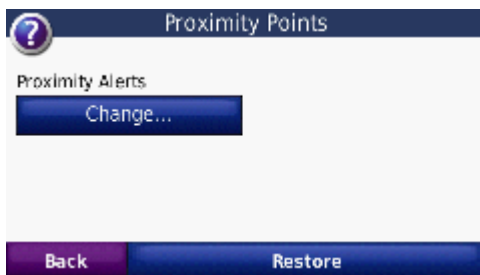 ?
Proximity Points
Proximity Alerts
Change...
Back
Restore